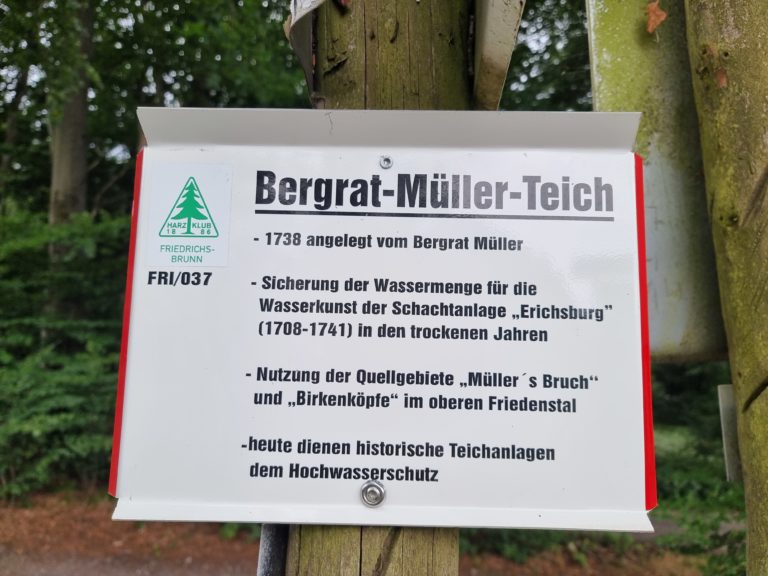 Bergrat-Müller-Teich
HARZ KLUB
18 86
FRIEDRICHS-
BRUNN
FRI/037
- 1738 angelegt vom Bergrat Müller
- Sicherung der Wassermenge für die
Wasserkunst der Schachtanlage „Erichsburg”
(1708-1741) in den trockenen Jahren
- Nutzung der Quellgebiete „Müller´s Bruch“
und „Birkenköpfe“ im oberen Friedenstal
-heute dienen historische Teichanlagen
dem Hochwasserschutz